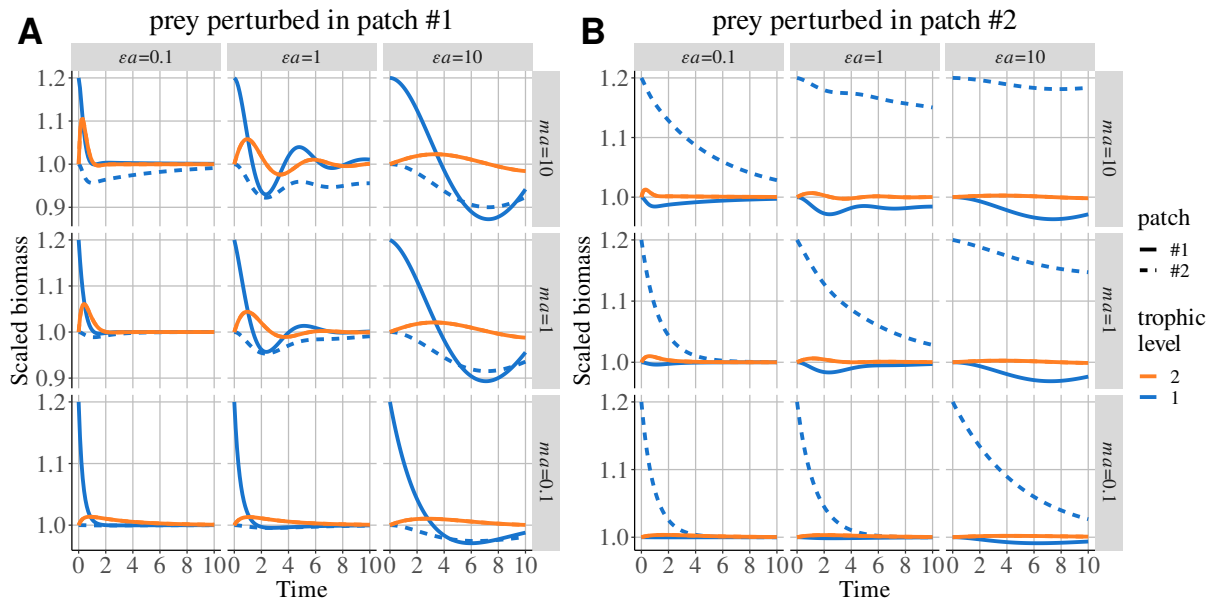 A prey perturbed in patch #1
εa=0.1 εa=1 εa=10
Scaled biomass
1.2
1.1
1.0
0.9
ma=10
1.2
1.1
1.0
0.9
ma=1
1.2
1.1
1.0
ma=0.1
0 2 4 6 8 10 0 2 4 6 8 10 0 2 4 6 8 10
Time
B prey perturbed in patch #2
εa=0.1 εa=1 εa=10
Scaled biomass
1.2
1.1
1.0
ma=10
1.2
1.1
1.0
ma=1
1.2
1.1
1.0
ma=0.1
0 2 4 6 8 10 0 2 4 6 8 10 0 2 4 6 8 10
Time
patch
#1
#2
trophic
level
2
1